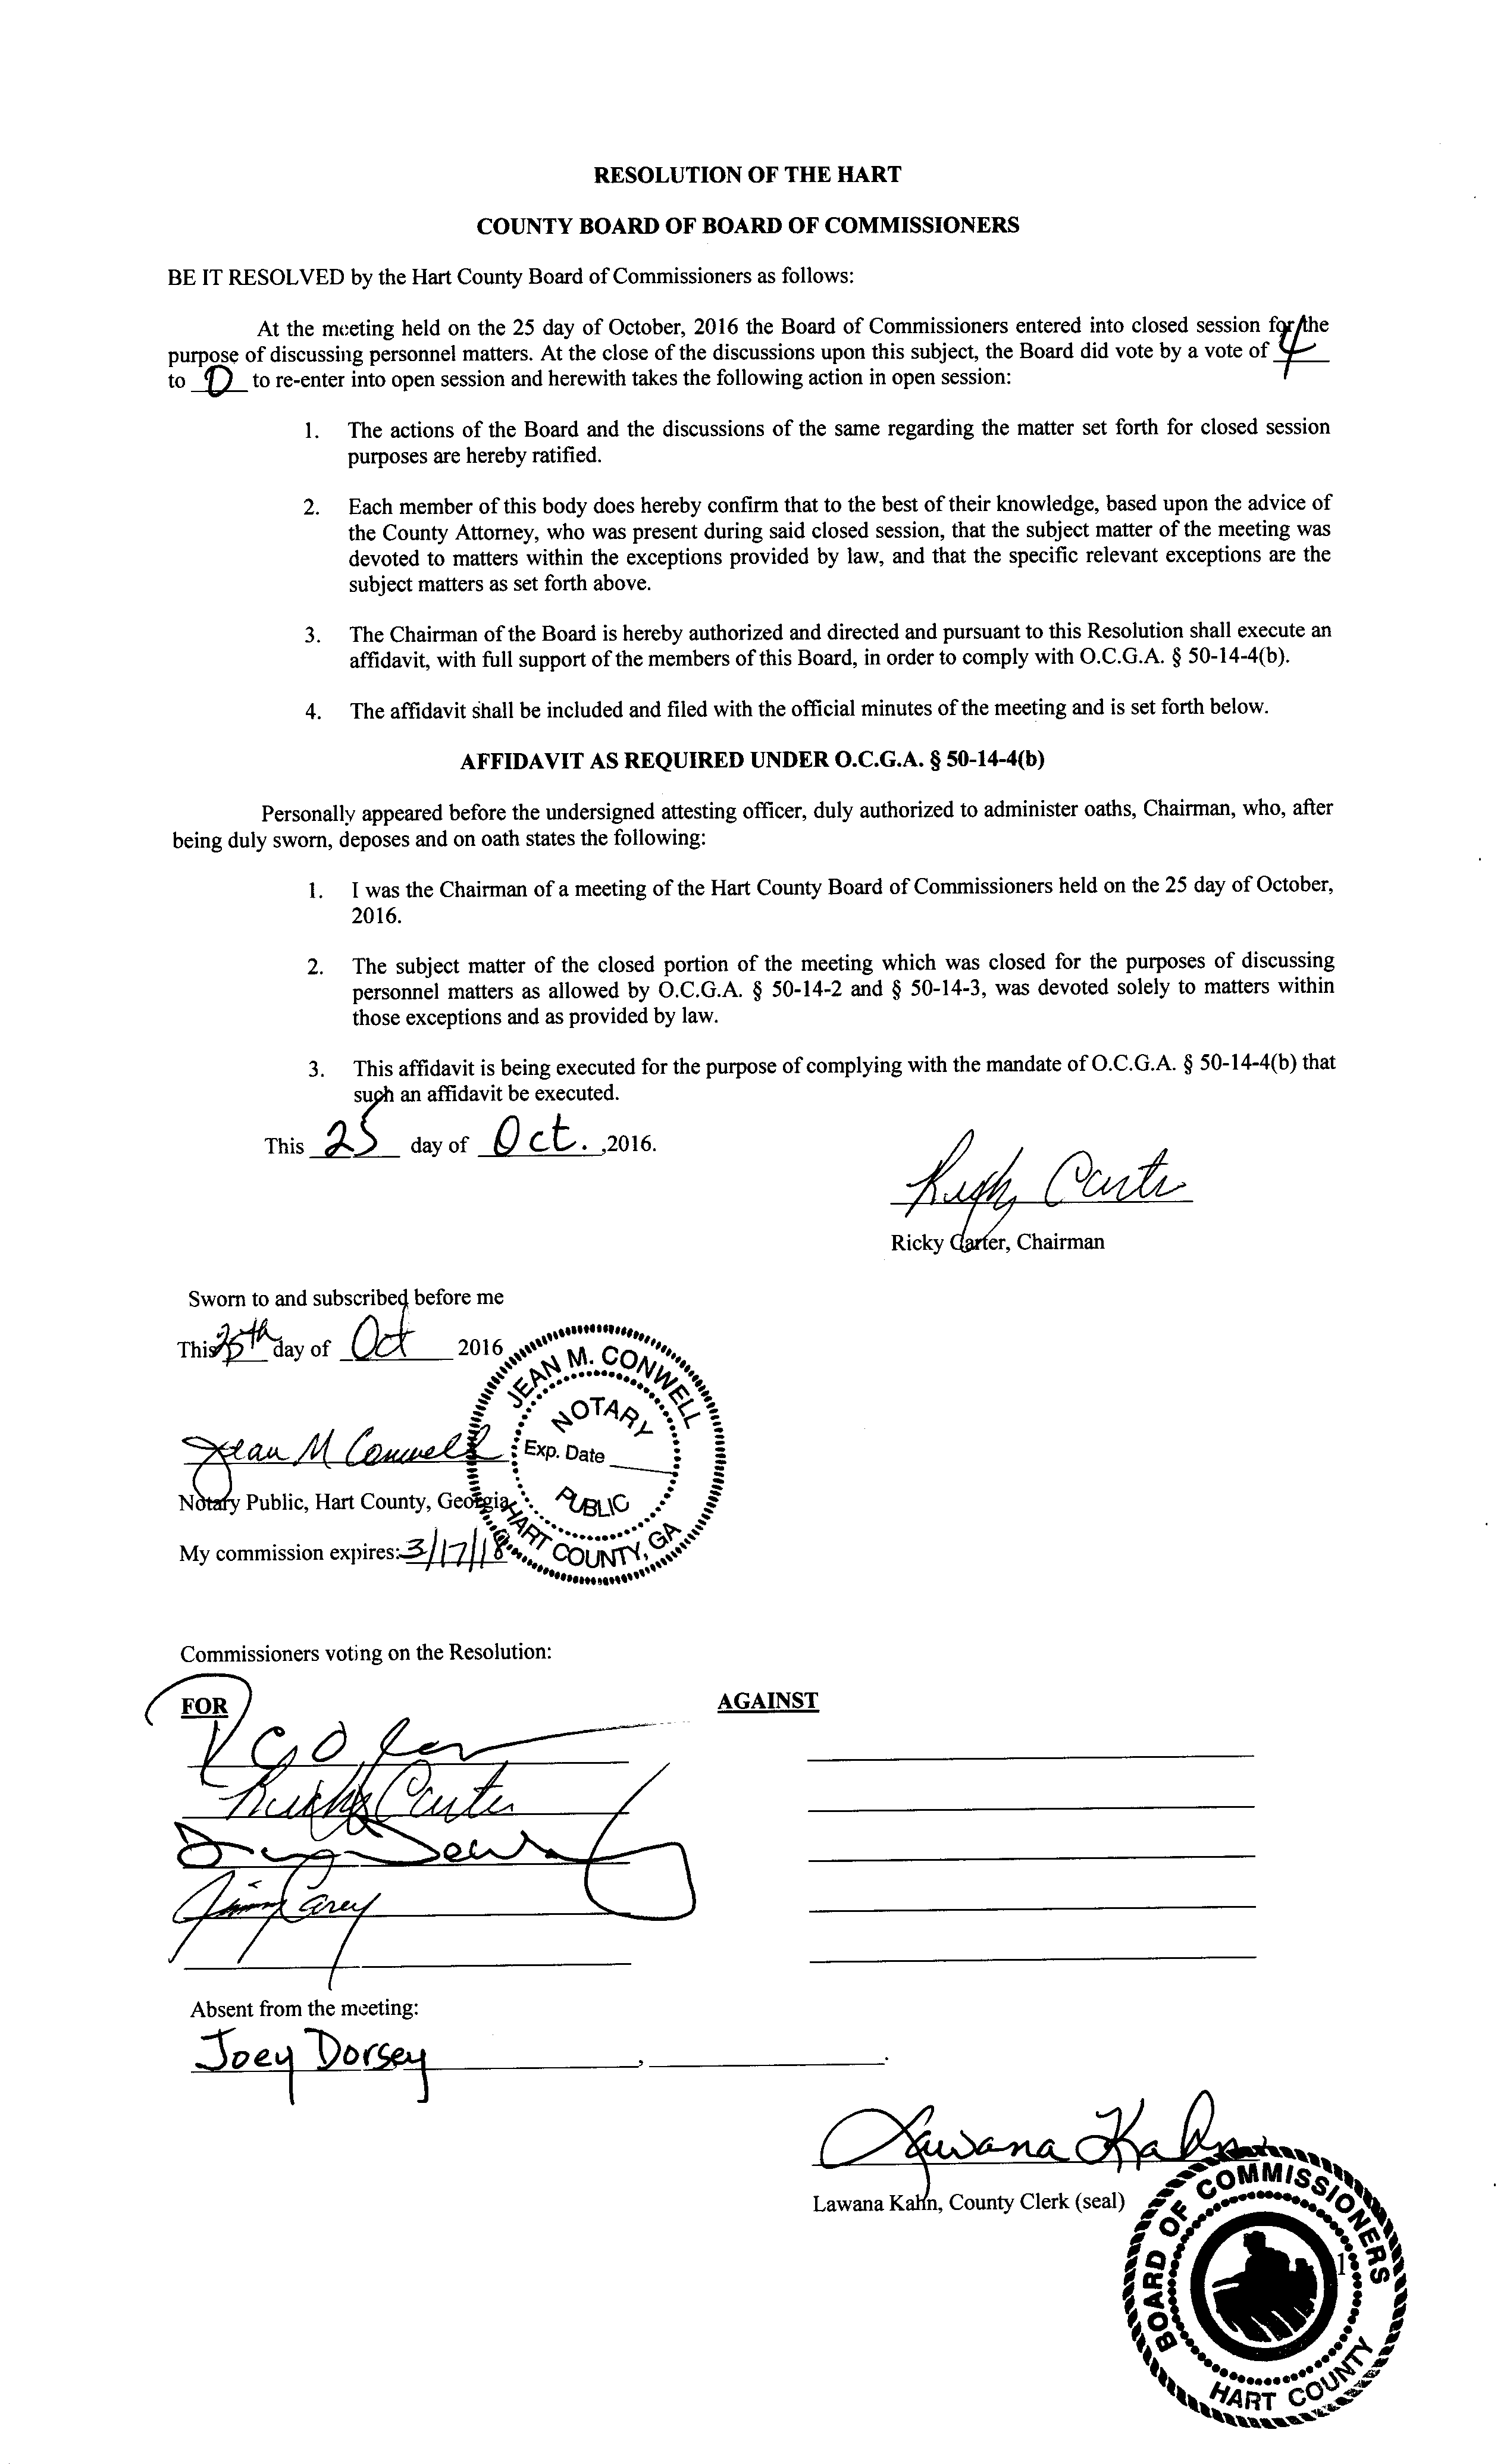 RESOLUTION OF THE HART
COUNTY BOARD OF BOARD OF COMMISSIONERS
BE IT RESOLVED by the Hart County Board of Commissioners as follows:
At the meeting held on the 25 day of October, 2016 the Board of Commissioners entered into closed session for the
purpose of discussing personnel matters. At the close of the discussions upon this subject, the Board did vote by a vote of 4
to 0 to re-enter into open session and herewith takes the following action in open session:
1. The actions of the Board and the discussions of the same regarding the matter set forth for closed session
purposes are hereby ratified.
2. Each member of this body does hereby confirm that to the best of their knowledge, based upon the advice of
the County Attorney, who was present during said closed session, that the subject matter of the meeting was
devoted to matters within the exceptions provided by law, and that the specific relevant exceptions are the
subject matters as set forth above.
3. The Chairman of the Board is hereby authorized and directed and pursuant to this Resolution shall execute an
affidavit, with full support of the members of this Board, in order to comply with O.C.G.A. § 50-14-4(b).
4. The affidavit shall be included and filed with the official minutes of the meeting and is set forth below.
AFFIDAVIT AS REQUIRED UNDER O.C.G.A. § 50-14-4(b)
Personally appeared before the undersigned attesting officer, duly authorized to administer oaths, Chairman, who, after
being duly sworn, deposes and on oath states the following:
1. I was the Chairman of a meeting of the Hart County Board of Commissioners held on the 25 day of October,
2016.
2. The subject matter of the closed portion of the meeting which was closed for the purposes of discussing
personnel matters as allowed by O.C.G.A. § 50-14-2 and § 50-14-3, was devoted solely to matters within
those exceptions and as provided by law.
3. This affidavit is being executed for the purpose of complying with the mandate of O.C.G.A. § 50-14-4(b) that
such an affidavit be executed.
This 25 day of Oct. ,2016.
Ricky Carter
Ricky Carter, Chairman
Sworn to and subscribed before me
This 25th day of Oct 2016
JEAN M. CONWELL
NOTARY
Exp. Date
PUBLIC
HART COUNTY, GA
Jean M Conwell
Notary Public, Hart County, Georgia
My commission expires: 3/17/18
Commissioners voting on the Resolution:
FOR AGAINST
Ricky Carter
Jimmy Carey
Absent from the meeting:
Joey Dorsey , .
Lawana Kahn
Lawana Kahn, County Clerk (seal)
BOARD OF COMMISSIONERS
1
HART COUNTY